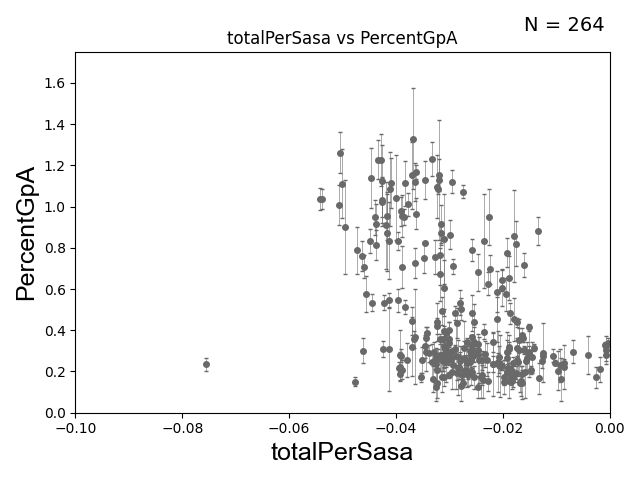 N = 264
totalPerSasa vs PercentGpA
PercentGpA
1.6
1.4
1.2
1.0
0.8
0.6
0.4
0.2
0.0
−0.10 −0.08 −0.06 −0.04 −0.02 0.00
totalPerSasa